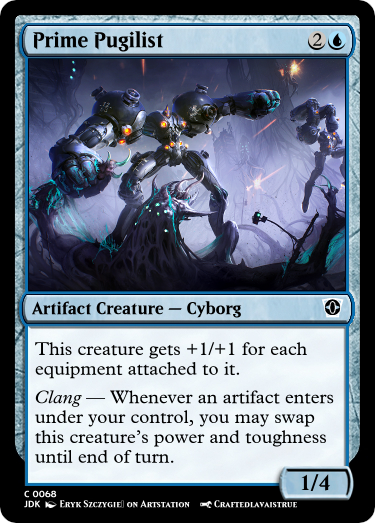 Prime Pugilist 2
Artifact Creature — Cyborg
This creature gets +1/+1 for each
equipment attached to it.
Clang — Whenever an artifact enters
under your control, you may swap
this creature's power and toughness
until end of turn.
1/4
C 0068
JDK Eryk Szczygie on Artstation Craftedlavaistrue